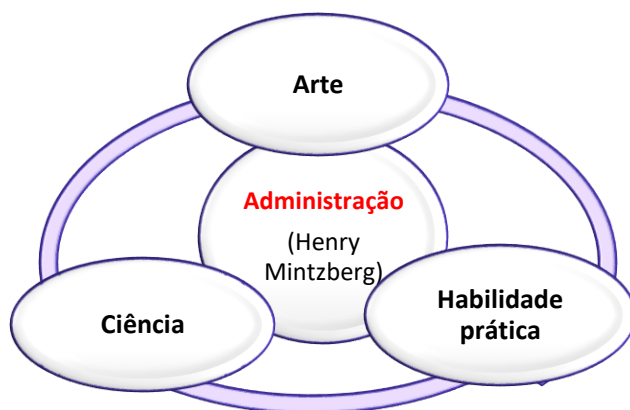 Arte
Administração
(Henry
Mintzberg)
Ciência
Habilidade
prática